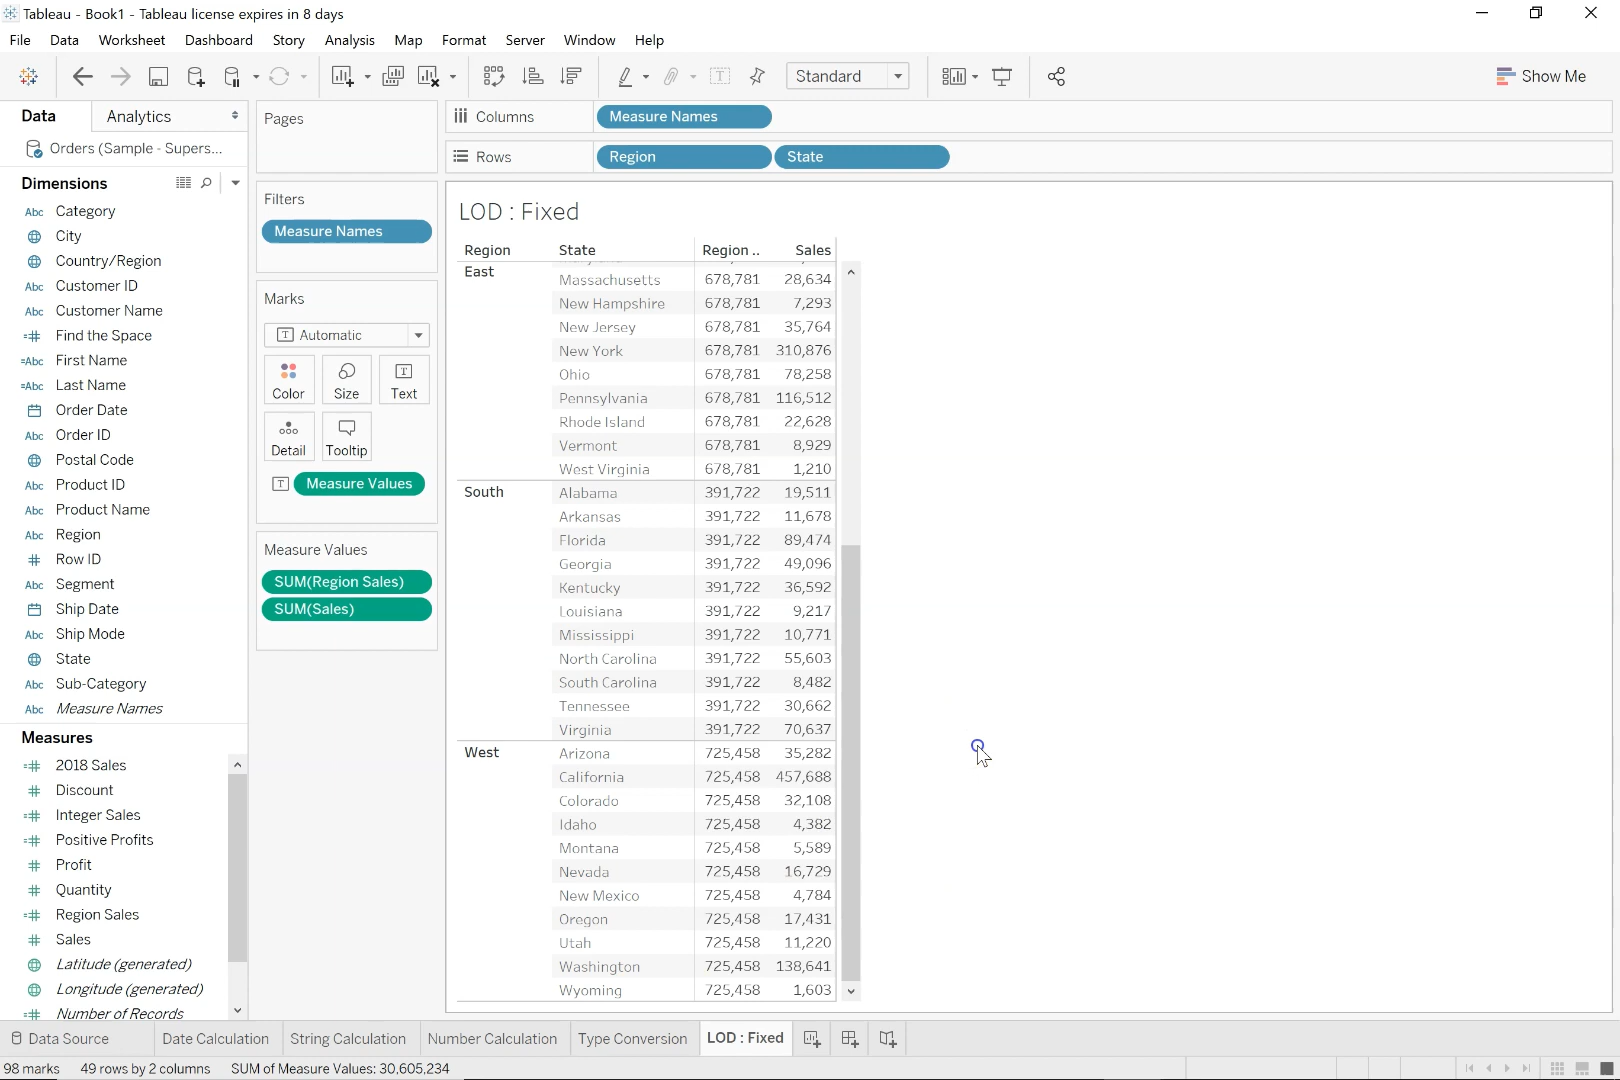 Tableau - Book1 - Tableau license expires in 8 days
File Data Worksheet Dashboard Story Analysis Map Format Server Window Help
Standard
Show Me
Data Analytics
Orders (Sample - Supers...
Dimensions
Abc Category
City
Country/Region
Abc Customer ID
Abc Customer Name
=# Find the Space
=Abc First Name
=Abc Last Name
Order Date
Abc Order ID
Postal Code
Abc Product ID
Abc Product Name
Abc Region
# Row ID
Abc Segment
Ship Date
Abc Ship Mode
State
Abc Sub-Category
Abc Measure Names
Measures
=# 2018 Sales
# Discount
=# Integer Sales
=# Positive Profits
# Profit
# Quantity
=# Region Sales
# Sales
Latitude (generated)
Longitude (generated)
=# Number of Records
Pages
Filters
Measure Names
Marks
T Automatic
Color Size Text
Detail Tooltip
T Measure Values
Measure Values
SUM(Region Sales)
SUM(Sales)
Columns Measure Names
Rows Region State
LOD : Fixed
Region State Region .. Sales
East Massachusetts 678,781 28,634
New Hampshire 678,781 7,293
New Jersey 678,781 35,764
New York 678,781 310,876
Ohio 678,781 78,258
Pennsylvania 678,781 116,512
Rhode Island 678,781 22,628
Vermont 678,781 8,929
West Virginia 678,781 1,210
South Alabama 391,722 19,511
Arkansas 391,722 11,678
Florida 391,722 89,474
Georgia 391,722 49,096
Kentucky 391,722 36,592
Louisiana 391,722 9,217
Mississippi 391,722 10,771
North Carolina 391,722 55,603
South Carolina 391,722 8,482
Tennessee 391,722 30,662
Virginia 391,722 70,637
West Arizona 725,458 35,282
California 725,458 457,688
Colorado 725,458 32,108
Idaho 725,458 4,382
Montana 725,458 5,589
Nevada 725,458 16,729
New Mexico 725,458 4,784
Oregon 725,458 17,431
Utah 725,458 11,220
Washington 725,458 138,641
Wyoming 725,458 1,603
Data Source Date Calculation String Calculation Number Calculation Type Conversion LOD : Fixed
98 marks 49 rows by 2 columns SUM of Measure Values: 30,605,234